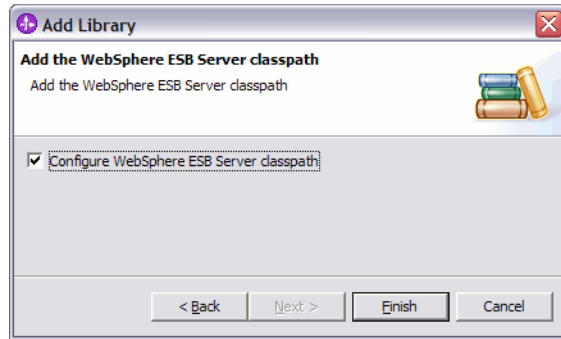 Add Library
Add the WebSphere ESB Server classpath
Add the WebSphere ESB Server classpath
Configure WebSphere ESB Server classpath
< Back
Next >
Finish
Cancel